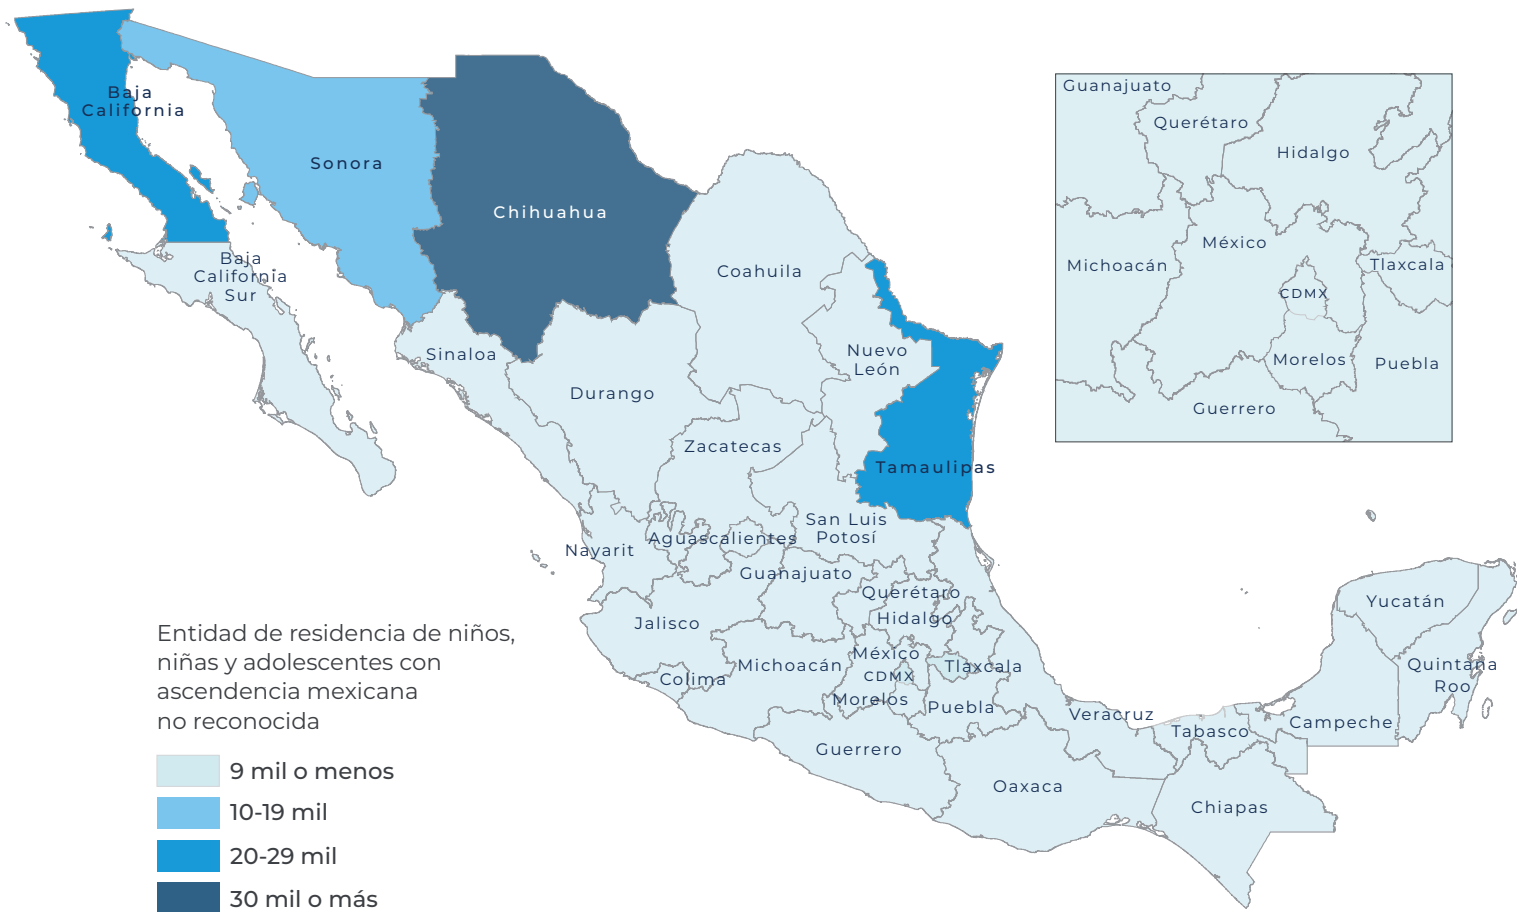 Baja
California
Sonora
Chihuahua
Baja
California
Sur
Coahuila
Sinaloa
Nuevo
León
Durango
Zacatecas
Tamaulipas
San Luis
Potosí
Nayarit
Aguascalientes
Guanajuato
Querétaro
Hidalgo
Jalisco
México
Michoacán
Tlaxcala
CDMX
Colima
Morelos
Puebla
Veracruz
Guerrero
Oaxaca
Tabasco
Chiapas
Campeche
Yucatán
Quintana
Roo
Guanajuato
Querétaro
Hidalgo
México
Michoacán
Tlaxcala
CDMX
Morelos
Puebla
Guerrero
Entidad de residencia de niños,
niñas y adolescentes con
ascendencia mexicana
no reconocida
9 mil o menos
10-19 mil
20-29 mil
30 mil o más